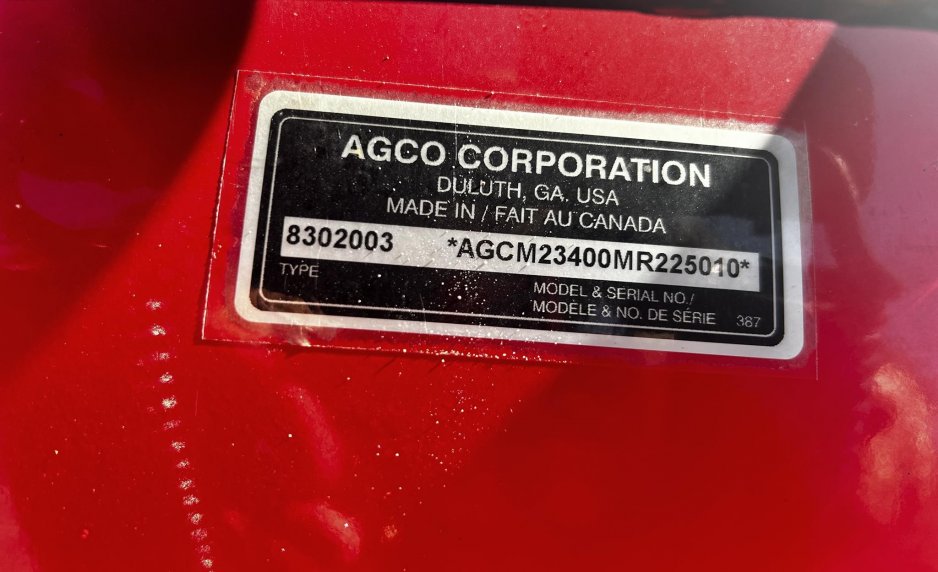 AGCO CORPORATION
DULUTH, GA. USA
MADE IN / FAIT AU CANADA
8302003 *AGCM23400MR225010*
TYPE
MODEL & SERIAL NO./
MODÈLE & NO. DE SÉRIE 387